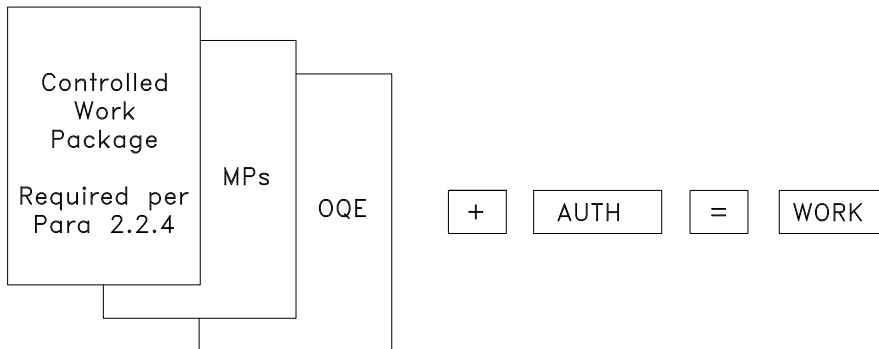 Controlled
Work
Package
Required per
Para 2.2.4
MPs
OQE
+
AUTH
=
WORK